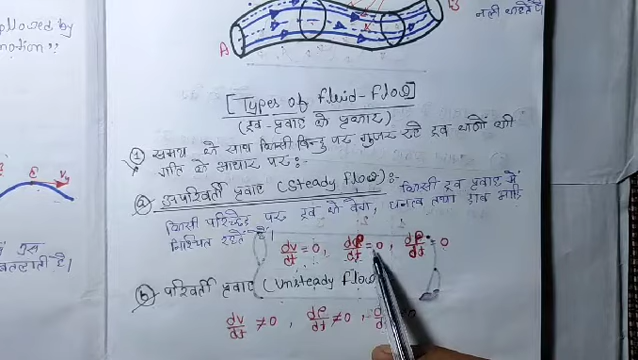 A
B
[Types of fluid-flow]
(द्रव-प्रवाह के प्रकार)
① समय के साथ किसी बिन्दु पर गुजर रहे द्रव कणों की
गति के आधार पर:-
ⓐ अपरिवर्ती प्रवाह (Steady flow):- किसी द्रव प्रवाह में
किसी परिच्छेद पर द्रव के वेग, घनत्व तथा दाब
निश्चित रहते हैं।
dv/dt = 0, dρ/dt = 0, dP/dt = 0
ⓑ परिवर्ती प्रवाह (Unsteady flow
dv/dt ≠ 0, dρ/dt ≠ 0,